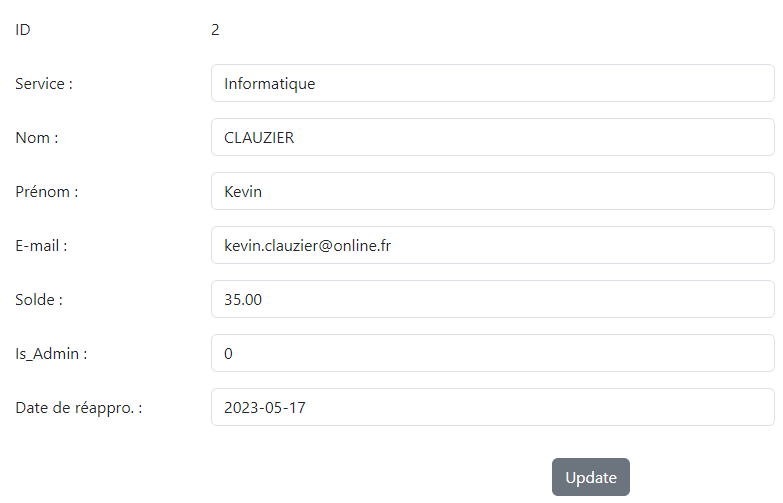 ID 2
Service : Informatique
Nom : CLAUZIER
Prénom : Kevin
E-mail : kevin.clauzier@online.fr
Solde : 35.00
Is_Admin : 0
Date de réappro. : 2023-05-17
Update